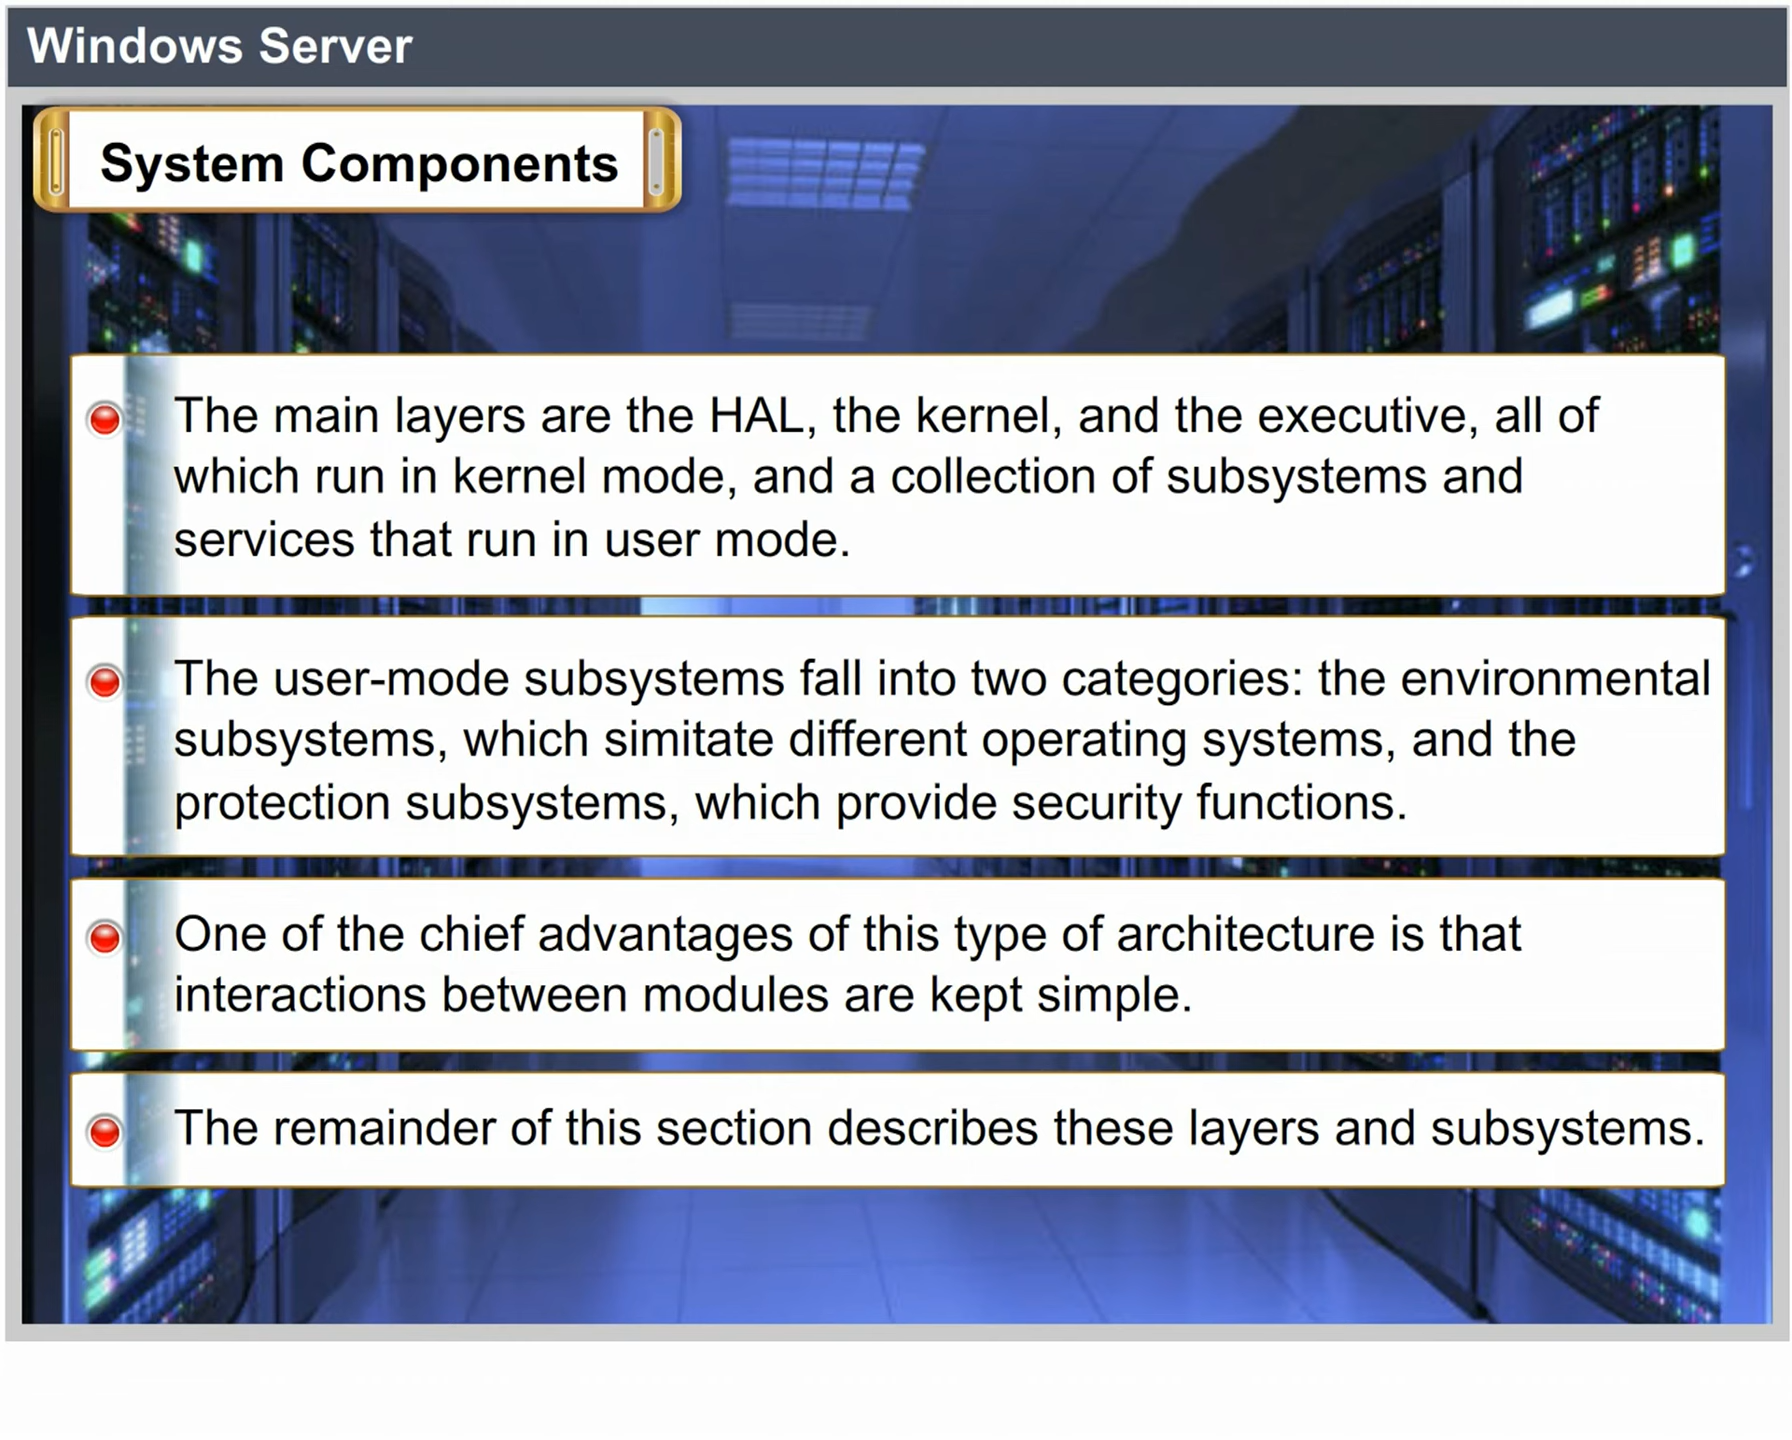 Windows Server
System Components
The main layers are the HAL, the kernel, and the executive, all of
which run in kernel mode, and a collection of subsystems and
services that run in user mode.
The user-mode subsystems fall into two categories: the environmental
subsystems, which simitate different operating systems, and the
protection subsystems, which provide security functions.
One of the chief advantages of this type of architecture is that
interactions between modules are kept simple.
The remainder of this section describes these layers and subsystems.